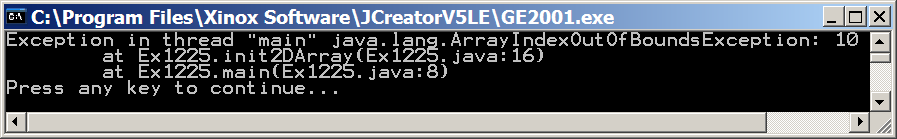 C:\Program Files\Xinox Software\JCreatorV5LE\GE2001.exe
Exception in thread "main" java.lang.ArrayIndexOutOfBoundsException: 10
at Ex1225.init2DArray(Ex1225.java:16)
at Ex1225.main(Ex1225.java:8)
Press any key to continue...